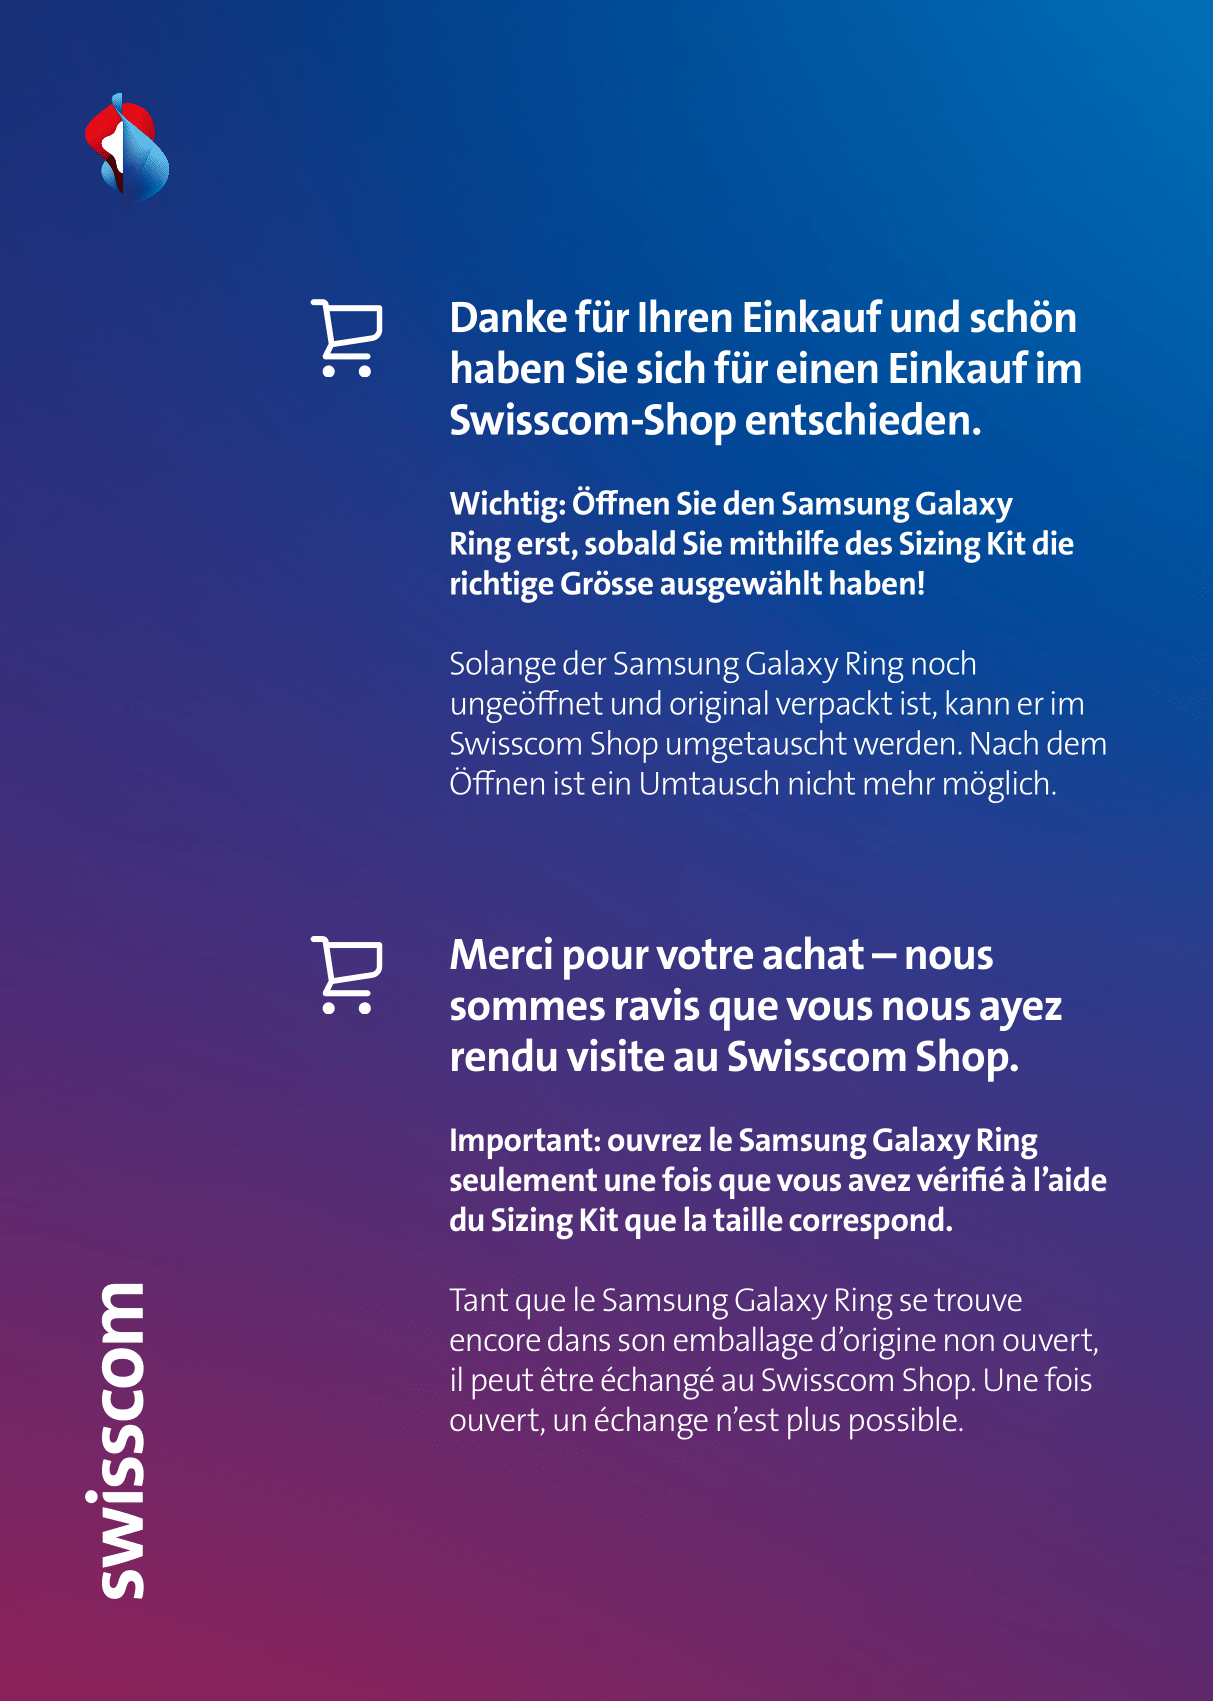 Danke für Ihren Einkauf und schön
haben Sie sich für einen Einkauf im
Swisscom-Shop entschieden.
Wichtig: Öffnen Sie den Samsung Galaxy
Ring erst, sobald Sie mithilfe des Sizing Kit die
richtige Grösse ausgewählt haben!
Solange der Samsung Galaxy Ring noch
ungeöffnet und original verpackt ist, kann er im
Swisscom Shop umgetauscht werden. Nach dem
Öffnen ist ein Umtausch nicht mehr möglich.
Merci pour votre achat – nous
sommes ravis que vous nous ayez
rendu visite au Swisscom Shop.
Important: ouvrez le Samsung Galaxy Ring
seulement une fois que vous avez vérifié à l’aide
du Sizing Kit que la taille correspond.
Tant que le Samsung Galaxy Ring se trouve
encore dans son emballage d’origine non ouvert,
il peut être échangé au Swisscom Shop. Une fois
ouvert, un échange n’est plus possible.
swisscom